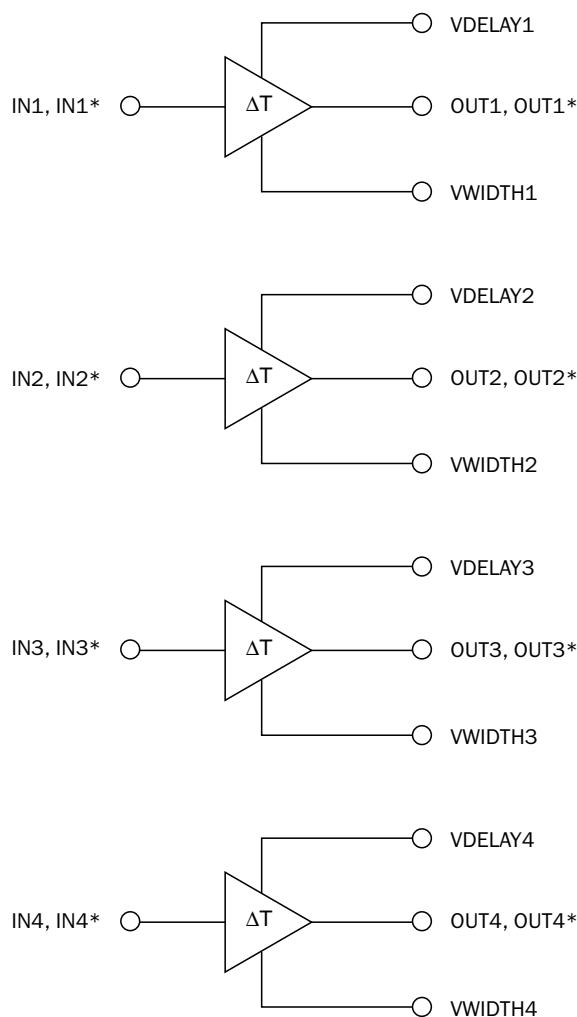 VDELAY1
IN1, IN1*
ΔT
OUT1, OUT1*
VWIDTH1
VDELAY2
IN2, IN2*
ΔT
OUT2, OUT2*
VWIDTH2
VDELAY3
IN3, IN3*
ΔT
OUT3, OUT3*
VWIDTH3
VDELAY4
IN4, IN4*
ΔT
OUT4, OUT4*
VWIDTH4